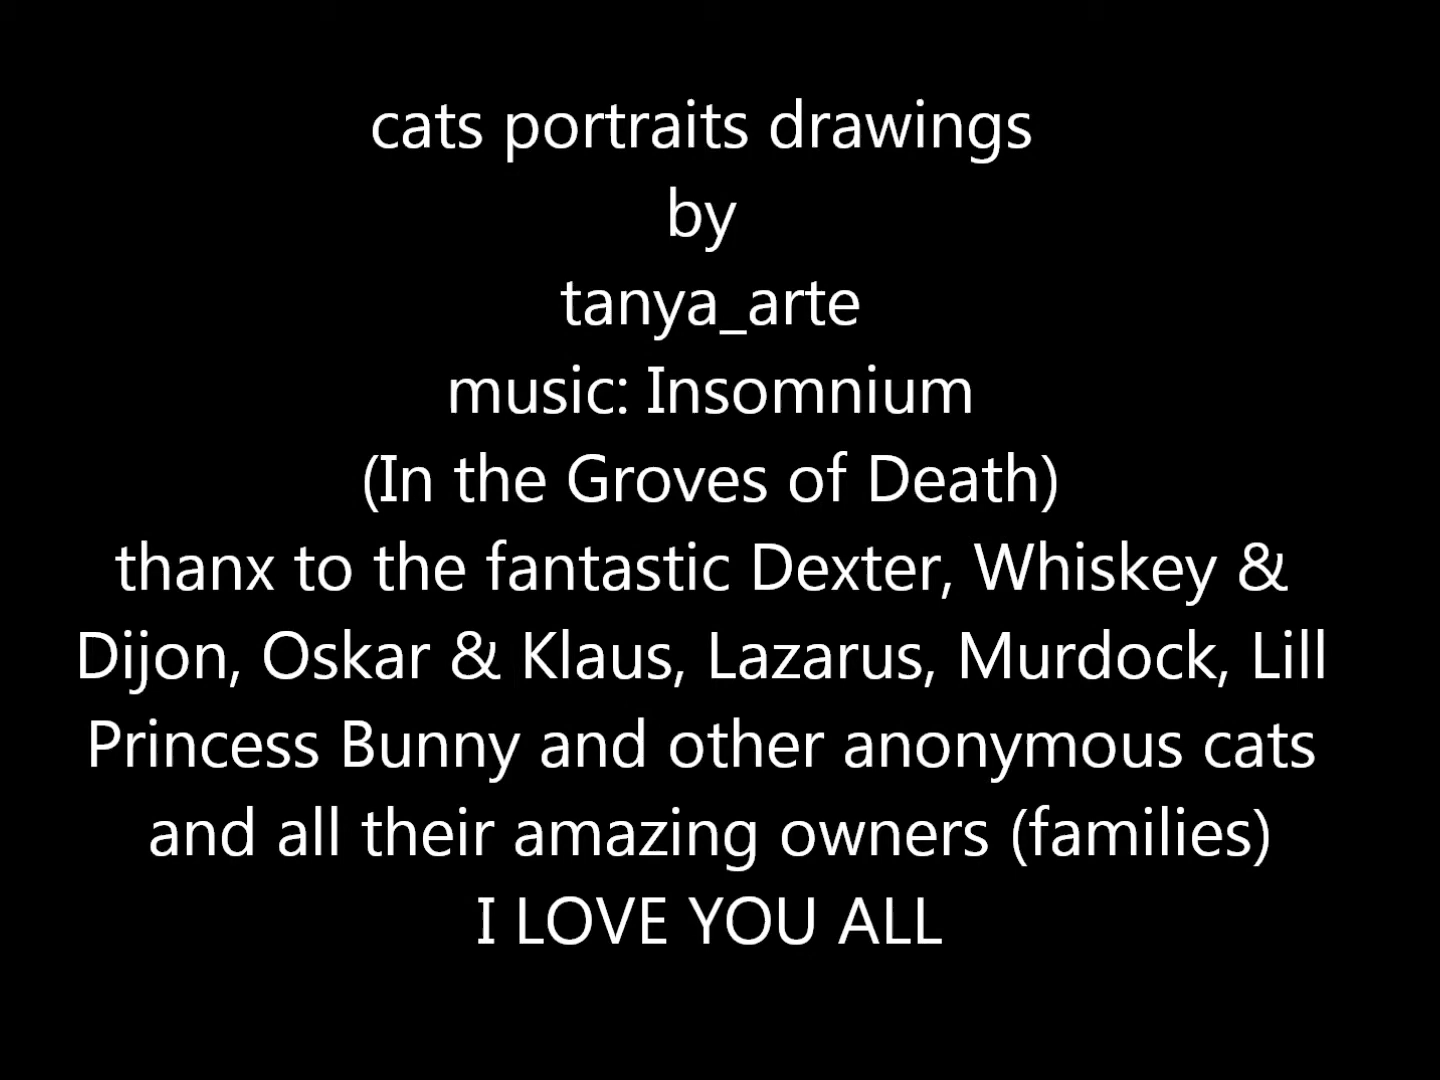 cats portraits drawings
by
tanya_arte
music: Insomnium
(In the Groves of Death)
thanx to the fantastic Dexter, Whiskey &
Dijon, Oskar & Klaus, Lazarus, Murdock, Lill
Princess Bunny and other anonymous cats
and all their amazing owners (families)
I LOVE YOU ALL